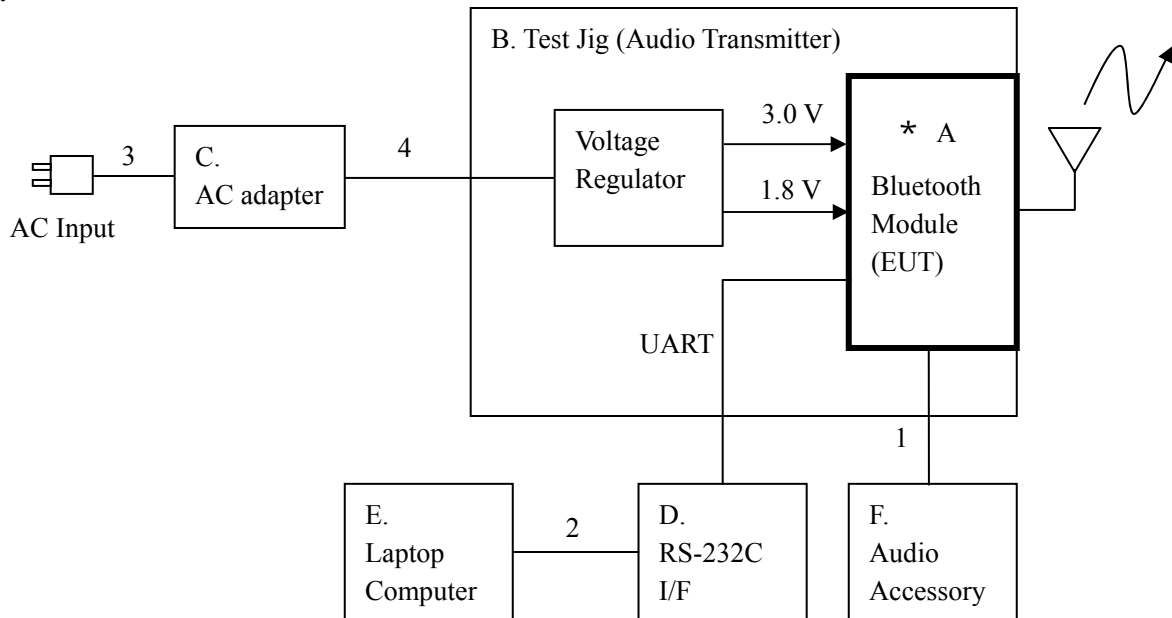 B. Test Jig (Audio Transmitter)
3.0 V
* A
Voltage
Regulator
1.8 V
Bluetooth
Module
(EUT)
3
C.
AC adapter
4
AC Input
UART
1
E.
Laptop
Computer
2
D.
RS-232C
I/F
F.
Audio
Accessory